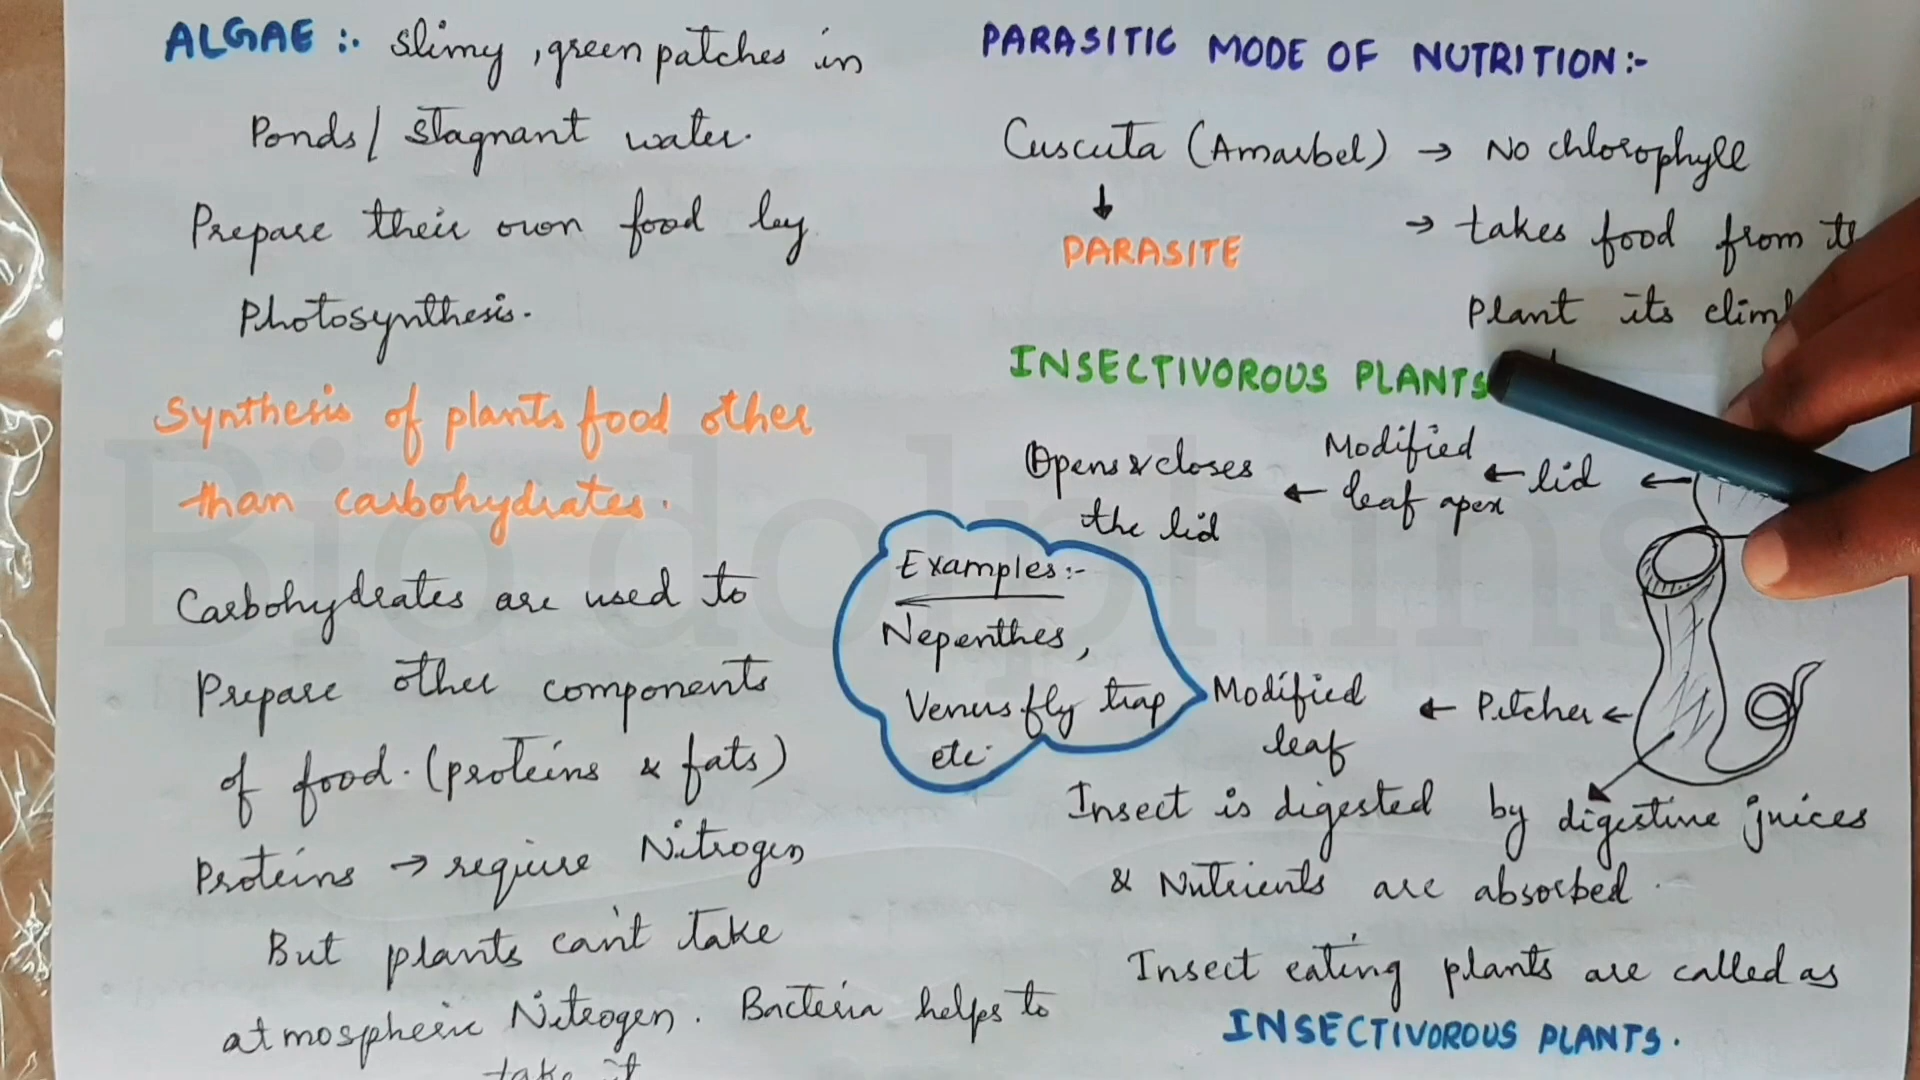 ALGAE :- slimy, green patches in
Ponds/ stagnant water.
Prepare their own food by
Photosynthesis.
Synthesis of plants food other
than carbohydrates.
Carbohydrates are used to
Prepare other components
of food. (proteins & fats)
Proteins → require Nitrogen
But plants can't take
atmospheric Nitrogen. Bacteria helps to
take it
PARASITIC MODE OF NUTRITION:-
Cuscuta (Amarbel) → No chlorophyll
↓
PARASITE
→ takes food from
Plant its
INSECTIVOROUS PLANTS
Opens & closes
the lid
← Modified
leaf apex
← lid ←
Examples:-
Nepenthes,
Venus fly trap
etc.
Modified
leaf
← Pitcher ←
Insect is digested by digestive juices
& Nutrients are absorbed.
Insect eating plants are called as
INSECTIVOROUS PLANTS.
Bio dolphins